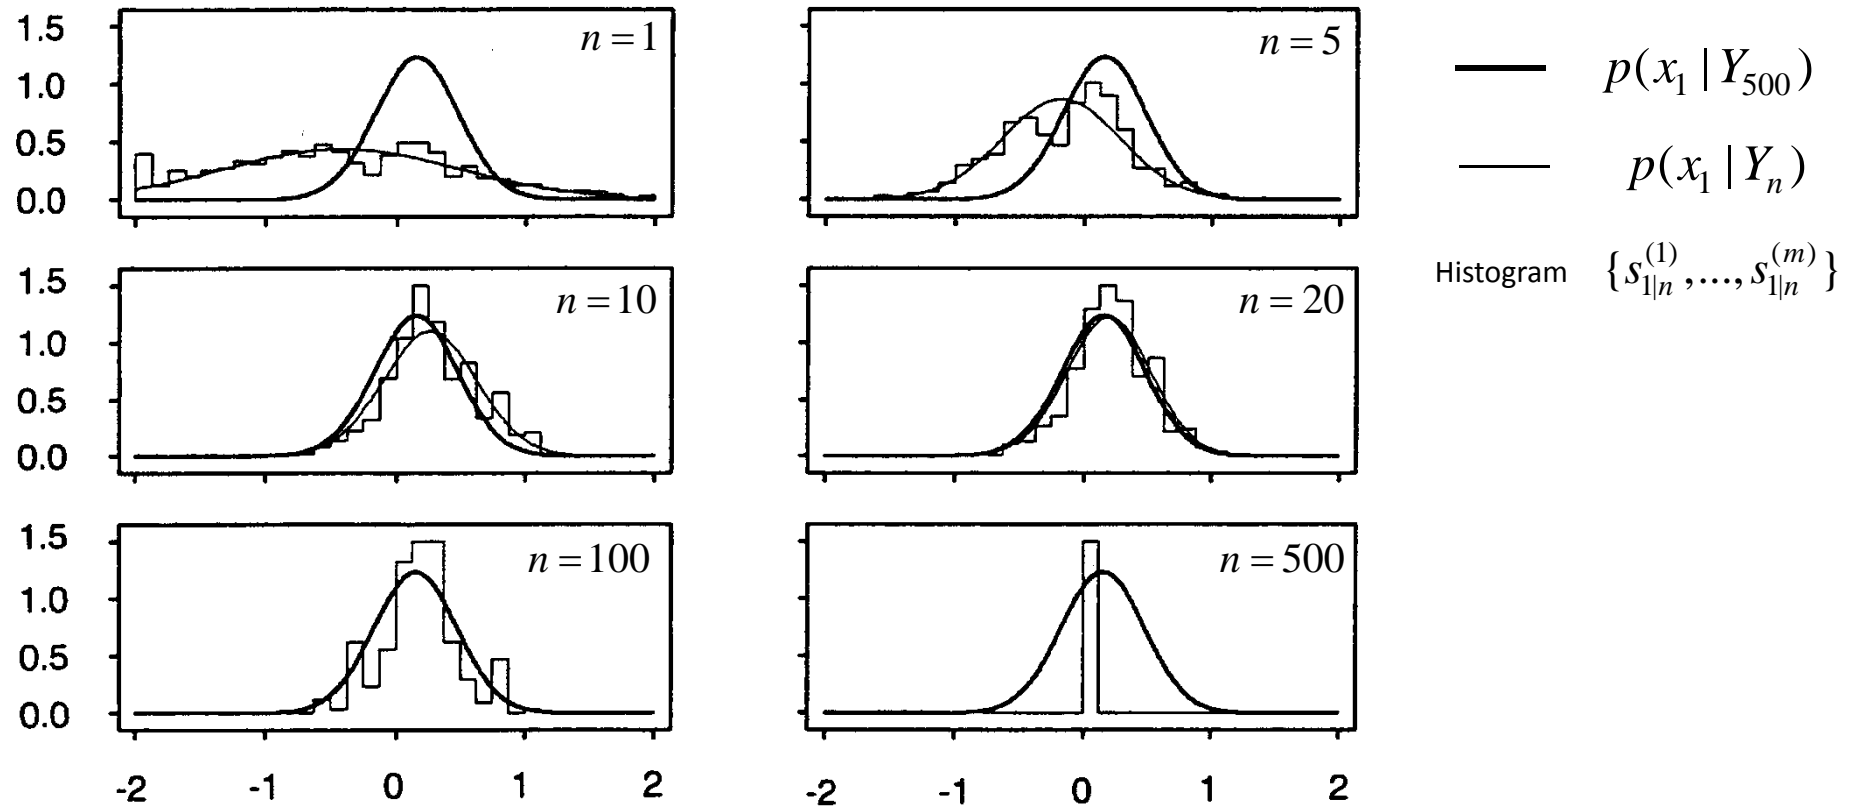 1.5
1.0
0.5
0.0
n = 1
n = 5
p(x₁ | Y₅₀₀)
p(x₁ | Yₙ)
Histogram {s₁|ₙ⁽¹⁾,...,s₁|ₙ⁽ᵐ⁾}
1.5
1.0
0.5
0.0
n = 10
n = 20
1.5
1.0
0.5
0.0
n = 100
n = 500
-2 -1 0 1 2
-2 -1 0 1 2